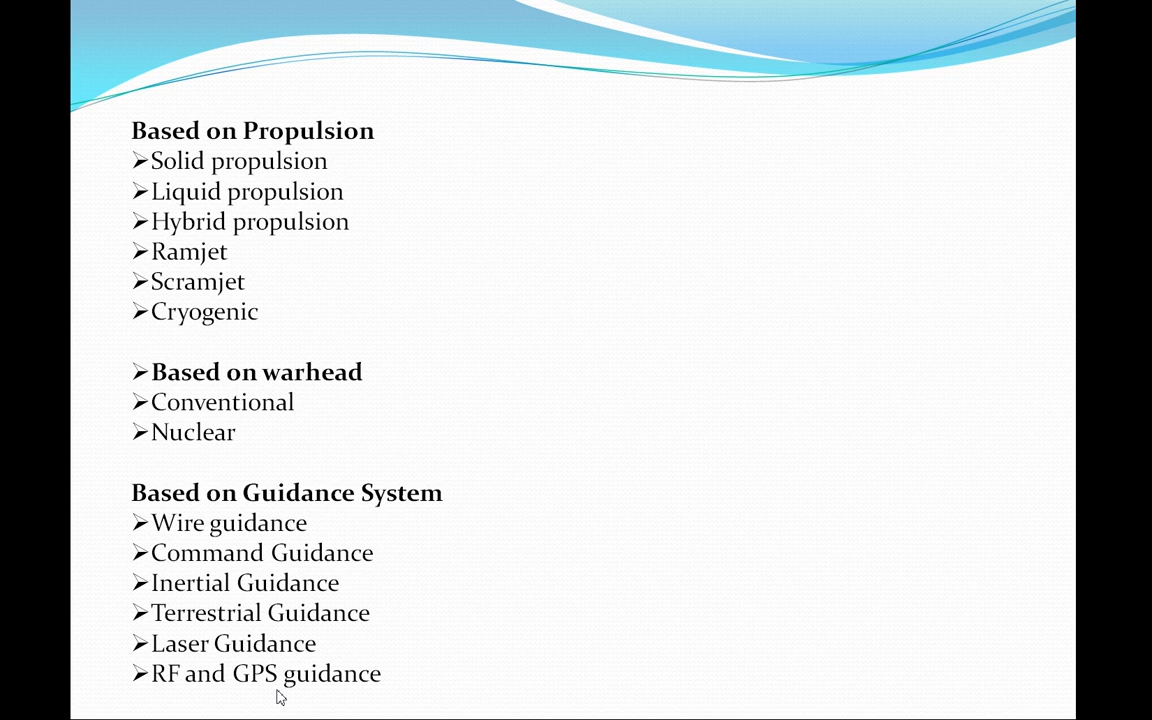 Based on Propulsion
➢Solid propulsion
➢Liquid propulsion
➢Hybrid propulsion
➢Ramjet
➢Scramjet
➢Cryogenic
➢Based on warhead
➢Conventional
➢Nuclear
Based on Guidance System
➢Wire guidance
➢Command Guidance
➢Inertial Guidance
➢Terrestrial Guidance
➢Laser Guidance
➢RF and GPS guidance